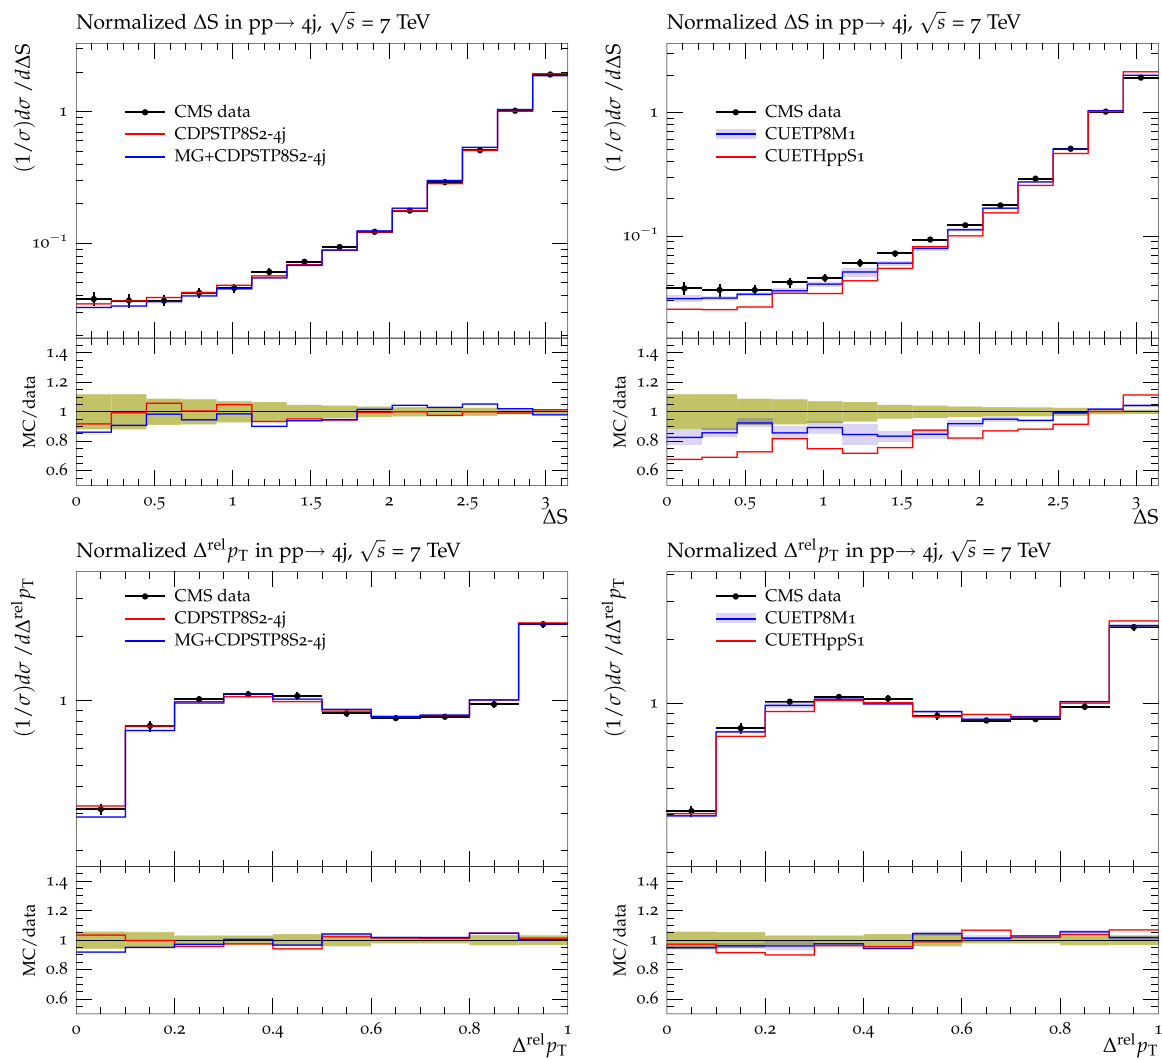 Normalized ΔS in pp→ 4j, √s = 7 TeV
(1/σ)dσ/dΔS
1
10⁻¹
CMS data
CDPSTP8S2-4j
MG+CDPSTP8S2-4j
MC/data
1.4
1.2
1
0.8
0.6
0 0.5 1 1.5 2 2.5 3
ΔS
Normalized ΔS in pp→ 4j, √s = 7 TeV
(1/σ)dσ/dΔS
1
10⁻¹
CMS data
CUETP8M1
CUETHppS1
MC/data
1.4
1.2
1
0.8
0.6
0 0.5 1 1.5 2 2.5 3
ΔS
Normalized Δ^rel p_T in pp→ 4j, √s = 7 TeV
(1/σ)dσ/dΔ^rel p_T
1
CMS data
CDPSTP8S2-4j
MG+CDPSTP8S2-4j
MC/data
1.4
1.2
1
0.8
0.6
0 0.2 0.4 0.6 0.8 1
Δ^rel p_T
Normalized Δ^rel p_T in pp→ 4j, √s = 7 TeV
(1/σ)dσ/dΔ^rel p_T
1
CMS data
CUETP8M1
CUETHppS1
MC/data
1.4
1.2
1
0.8
0.6
0 0.2 0.4 0.6 0.8 1
Δ^rel p_T